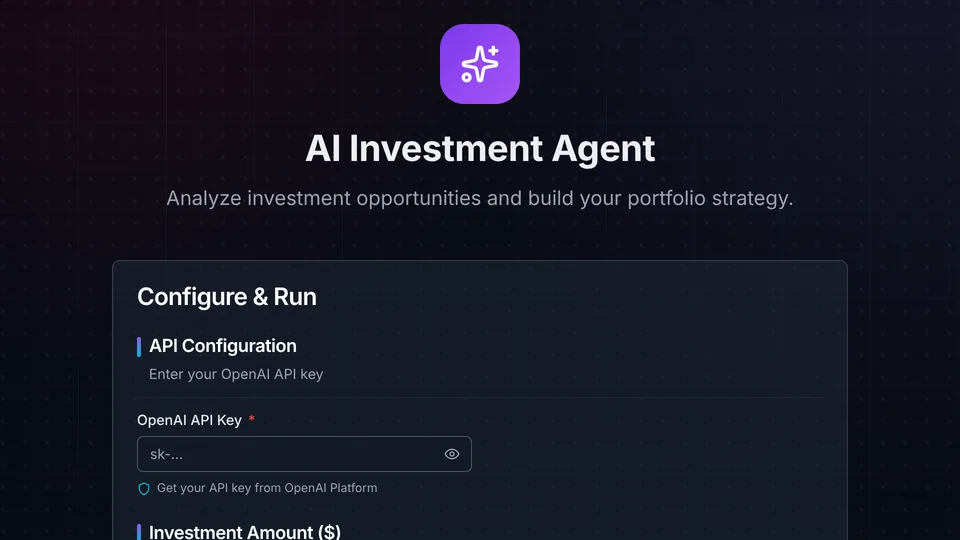 AI Investment Agent
Analyze investment opportunities and build your portfolio strategy.
Configure & Run
API Configuration
Enter your OpenAI API key
OpenAI API Key *
sk-...
Get your API key from OpenAI Platform
Investment Amount ($)